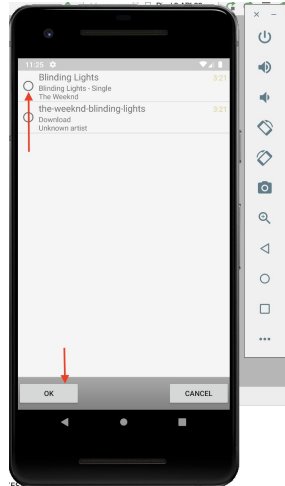 11:25
Blinding Lights 3:21
Blinding Lights - Single
The Weeknd
the-weeknd-blinding-lights 3:21
Download
Unknown artist
OK CANCEL